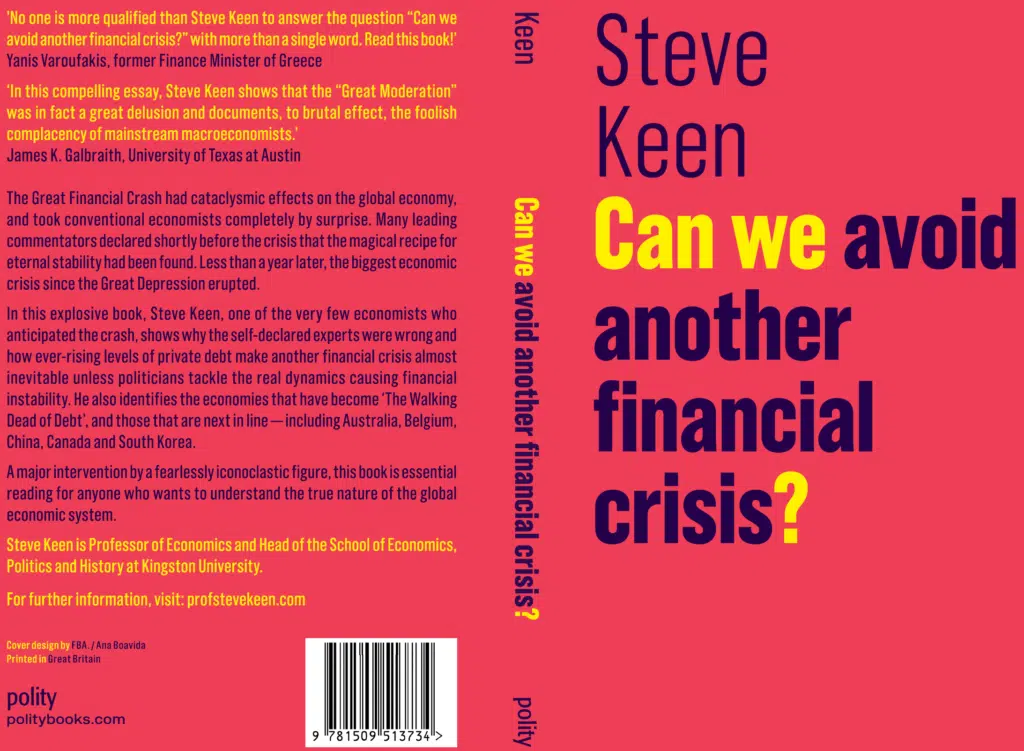 'No one is more qualified than Steve Keen to answer the question “Can we
avoid another financial crisis?” with more than a single word. Read this book!'
Yanis Varoufakis, former Finance Minister of Greece
'In this compelling essay, Steve Keen shows that the “Great Moderation”
was in fact a great delusion and documents, to brutal effect, the foolish
complacency of mainstream macroeconomists.'
James K. Galbraith, University of Texas at Austin
The Great Financial Crash had cataclysmic effects on the global economy,
and took conventional economists completely by surprise. Many leading
commentators declared shortly before the crisis that the magical recipe for
eternal stability had been found. Less than a year later, the biggest economic
crisis since the Great Depression erupted.
In this explosive book, Steve Keen, one of the very few economists who
anticipated the crash, shows why the self-declared experts were wrong and
how ever-rising levels of private debt make another financial crisis almost
inevitable unless politicians tackle the real dynamics causing financial
instability. He also identifies the economies that have become 'The Walking
Dead of Debt', and those that are next in line — including Australia, Belgium,
China, Canada and South Korea.
A major intervention by a fearlessly iconoclastic figure, this book is essential
reading for anyone who wants to understand the true nature of the global
economic system.
Steve Keen is Professor of Economics and Head of the School of Economics,
Politics and History at Kingston University.
For further information, visit: profstevekeen.com
Cover design by FBA. / Ana Boavida
Printed in Great Britain
polity
politybooks.com
9 781509 513734 >
Keen
Can we avoid another financial crisis?
polity
Steve
Keen
Can we avoid
another
financial
crisis?